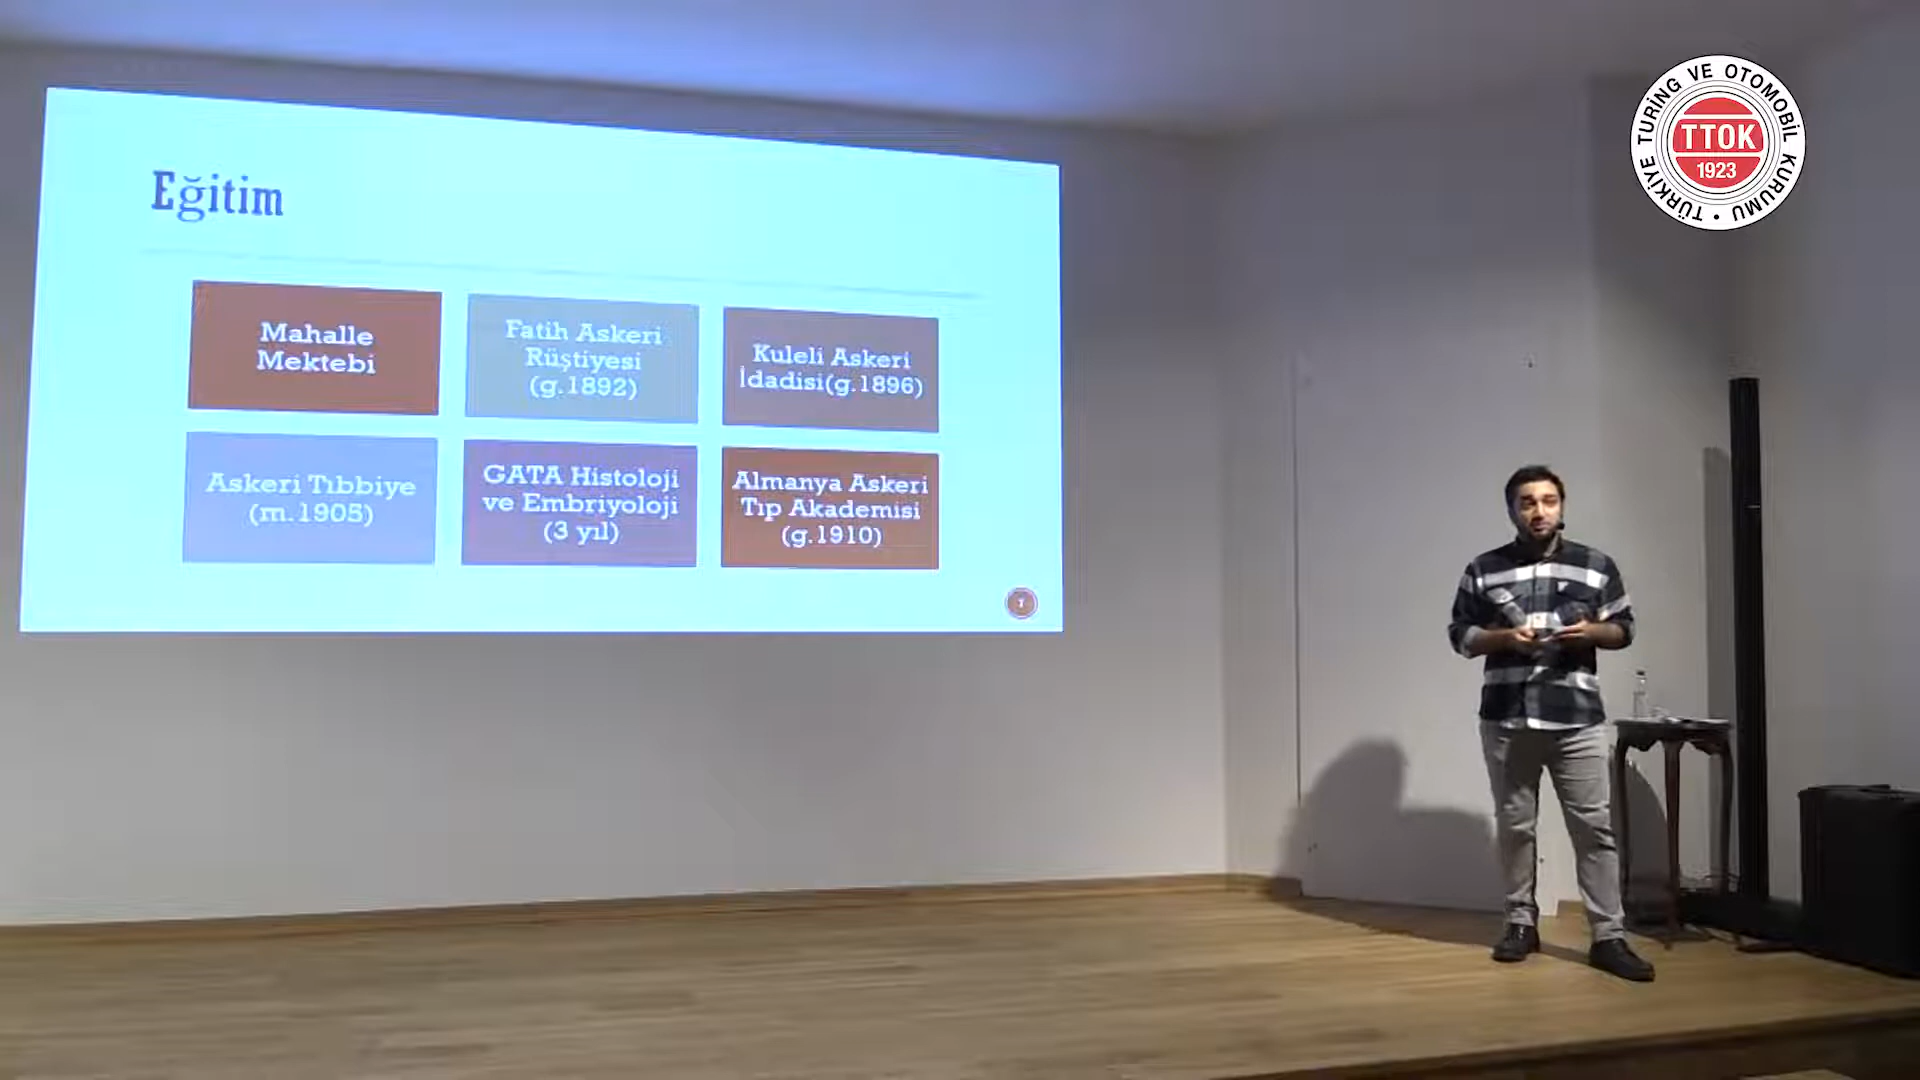 Eğitim
Mahalle
Mektebi
Fatih Askeri
Rüştiyesi
(g.1892)
Kuleli Askeri
İdadisi(g.1896)
Askeri Tıbbiye
(m.1905)
GATA Histoloji
ve Embriyoloji
(3 yıl)
Almanya Askeri
Tıp Akademisi
(g.1910)
TÜRKİYE TURİNG VE OTOMOBİL KURUMU •
TTOK
1923